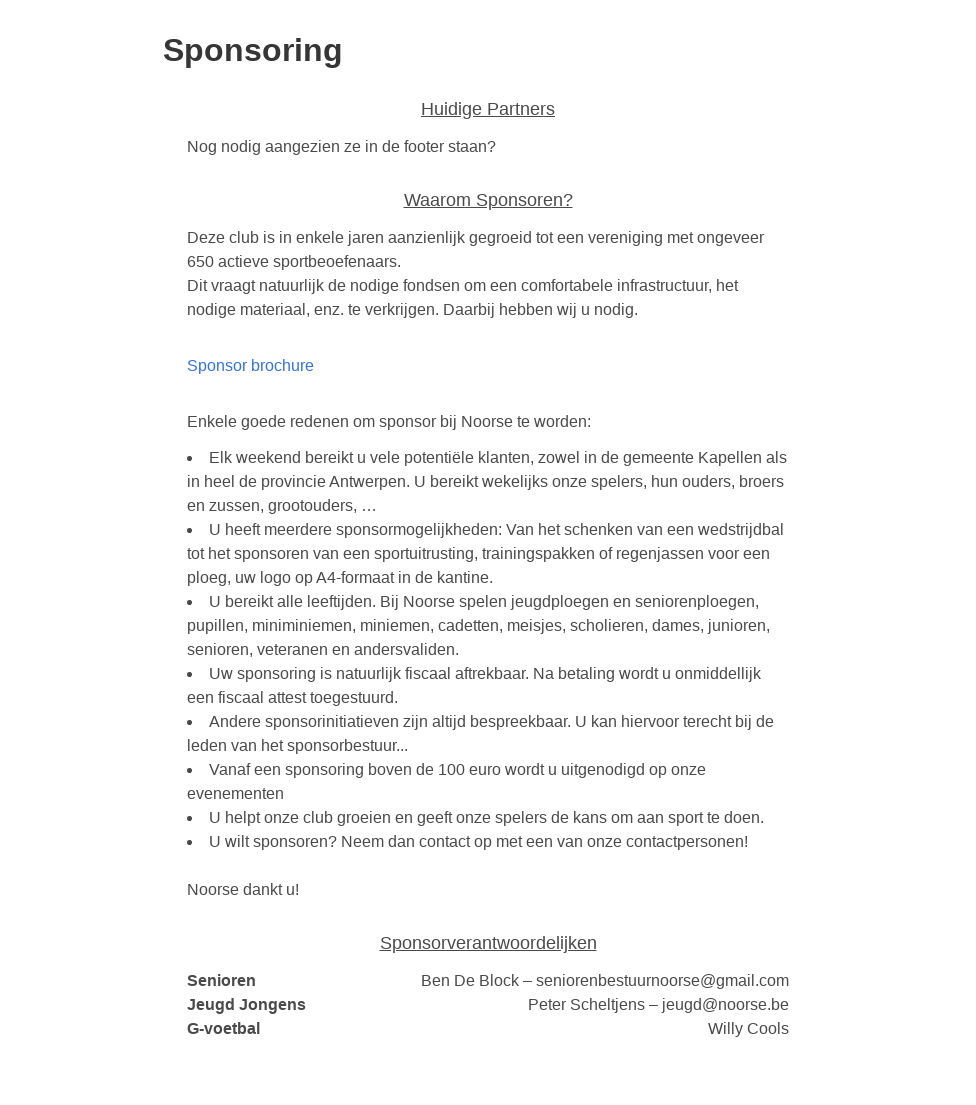 Sponsoring
Huidige Partners
Nog nodig aangezien ze in de footer staan?
Waarom Sponsoren?
Deze club is in enkele jaren aanzienlijk gegroeid tot een vereniging met ongeveer
650 actieve sportbeoefenaars.
Dit vraagt natuurlijk de nodige fondsen om een comfortabele infrastructuur, het
nodige materiaal, enz. te verkrijgen. Daarbij hebben wij u nodig.
Sponsor brochure
Enkele goede redenen om sponsor bij Noorse te worden:
• Elk weekend bereikt u vele potentiële klanten, zowel in de gemeente Kapellen als
in heel de provincie Antwerpen. U bereikt wekelijks onze spelers, hun ouders, broers
en zussen, grootouders, …
• U heeft meerdere sponsormogelijkheden: Van het schenken van een wedstrijdbal
tot het sponsoren van een sportuitrusting, trainingspakken of regenjassen voor een
ploeg, uw logo op A4-formaat in de kantine.
• U bereikt alle leeftijden. Bij Noorse spelen jeugdploegen en seniorenploegen,
pupillen, miniminiemen, miniemen, cadetten, meisjes, scholieren, dames, junioren,
senioren, veteranen en andersvaliden.
• Uw sponsoring is natuurlijk fiscaal aftrekbaar. Na betaling wordt u onmiddellijk
een fiscaal attest toegestuurd.
• Andere sponsorinitiatieven zijn altijd bespreekbaar. U kan hiervoor terecht bij de
leden van het sponsorbestuur...
• Vanaf een sponsoring boven de 100 euro wordt u uitgenodigd op onze
evenementen
• U helpt onze club groeien en geeft onze spelers de kans om aan sport te doen.
• U wilt sponsoren? Neem dan contact op met een van onze contactpersonen!
Noorse dankt u!
Sponsorverantwoordelijken
Senioren Ben De Block – seniorenbestuurnoorse@gmail.com
Jeugd Jongens Peter Scheltjens – jeugd@noorse.be
G-voetbal Willy Cools